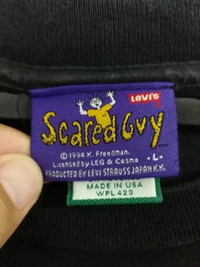 LEVI'S
Scared Guy
© 1994 K. Freedman.
Licensed by LEG & Cosmo
·L·
PRODUCED BY LEVI STRAUSS JAPAN K.K.
MADE IN USA
WPL 423